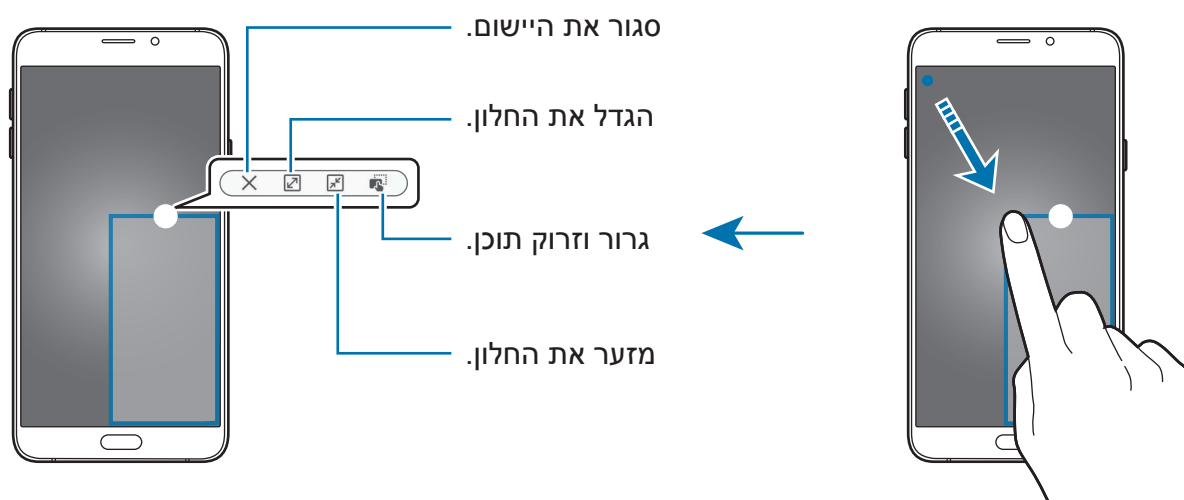 סגור את היישום.
הגדל את החלון.
גרור וזרוק תוכן.
מזער את החלון.